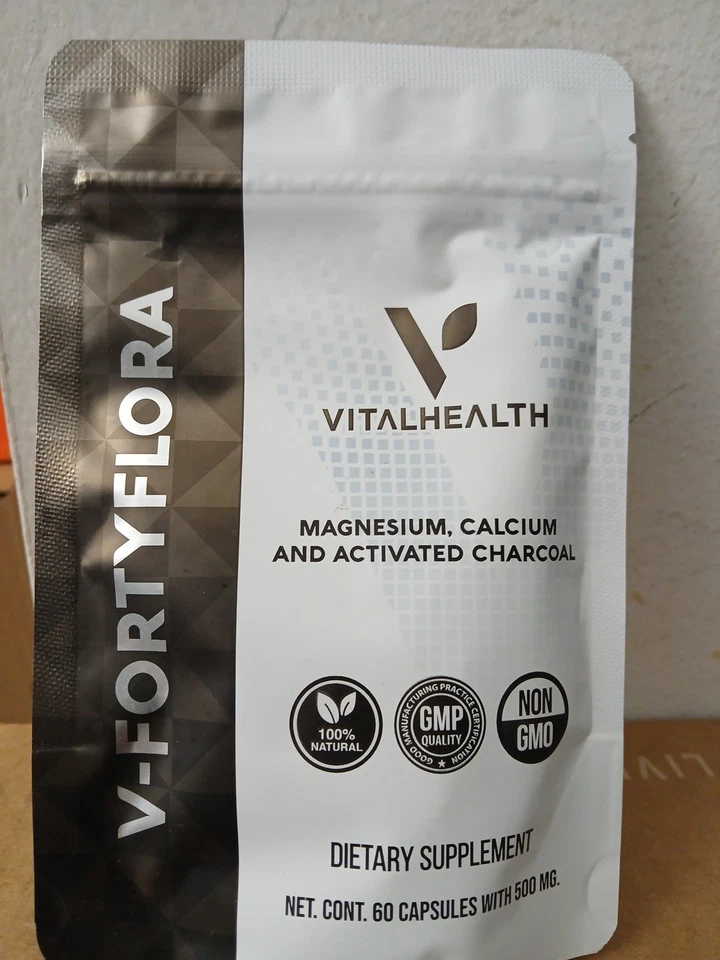 V-FORTYFLORA
VITALHEALTH
MAGNESIUM, CALCIUM
AND ACTIVATED CHARCOAL
100%
NATURAL
GOOD MANUFACTURING PRACTICE CERTIFICATION
GMP
QUALITY
NON
GMO
DIETARY SUPPLEMENT
NET. CONT. 60 CAPSULES WITH 500 MG.